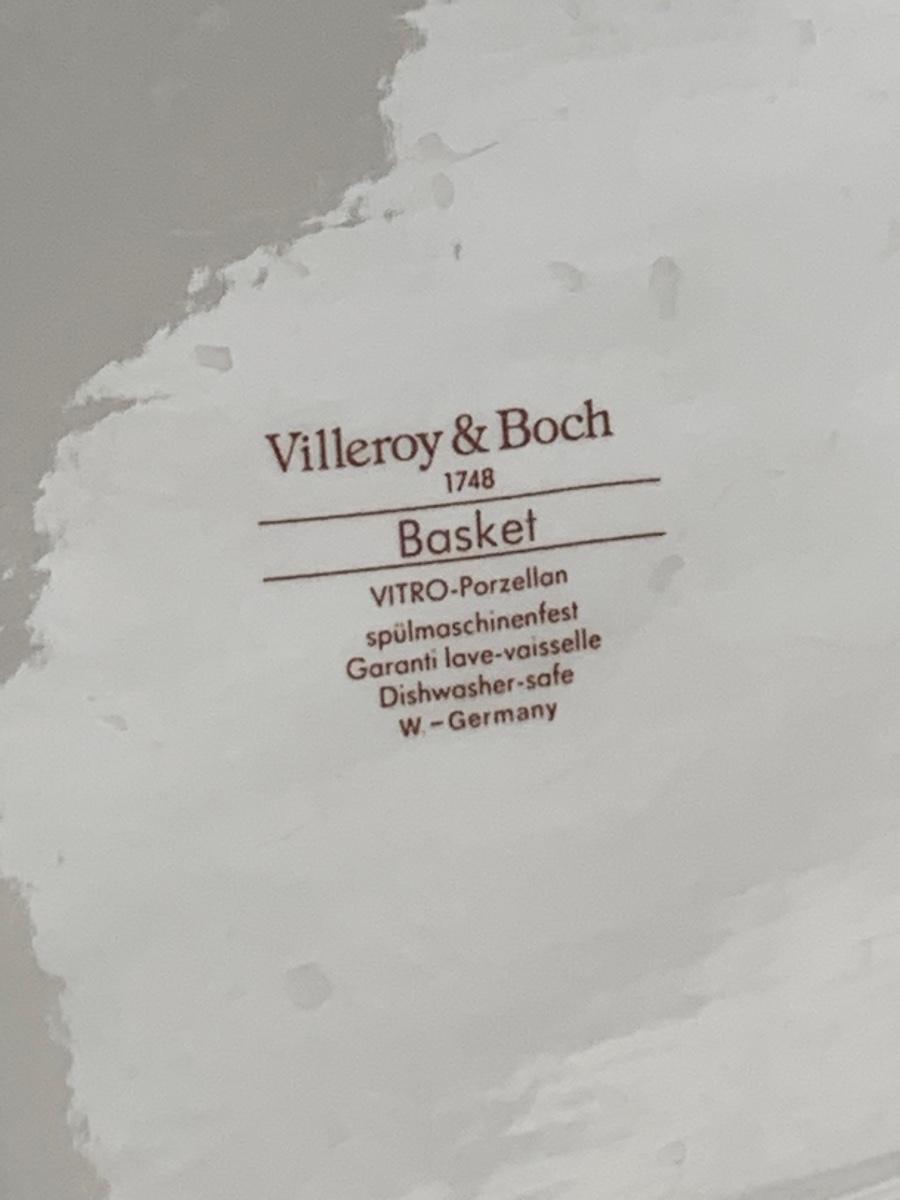 Villeroy & Boch
1748
Basket
VITRO-Porzellan
spülmaschinenfest
Garanti lave-vaisselle
Dishwasher-safe
W.-Germany